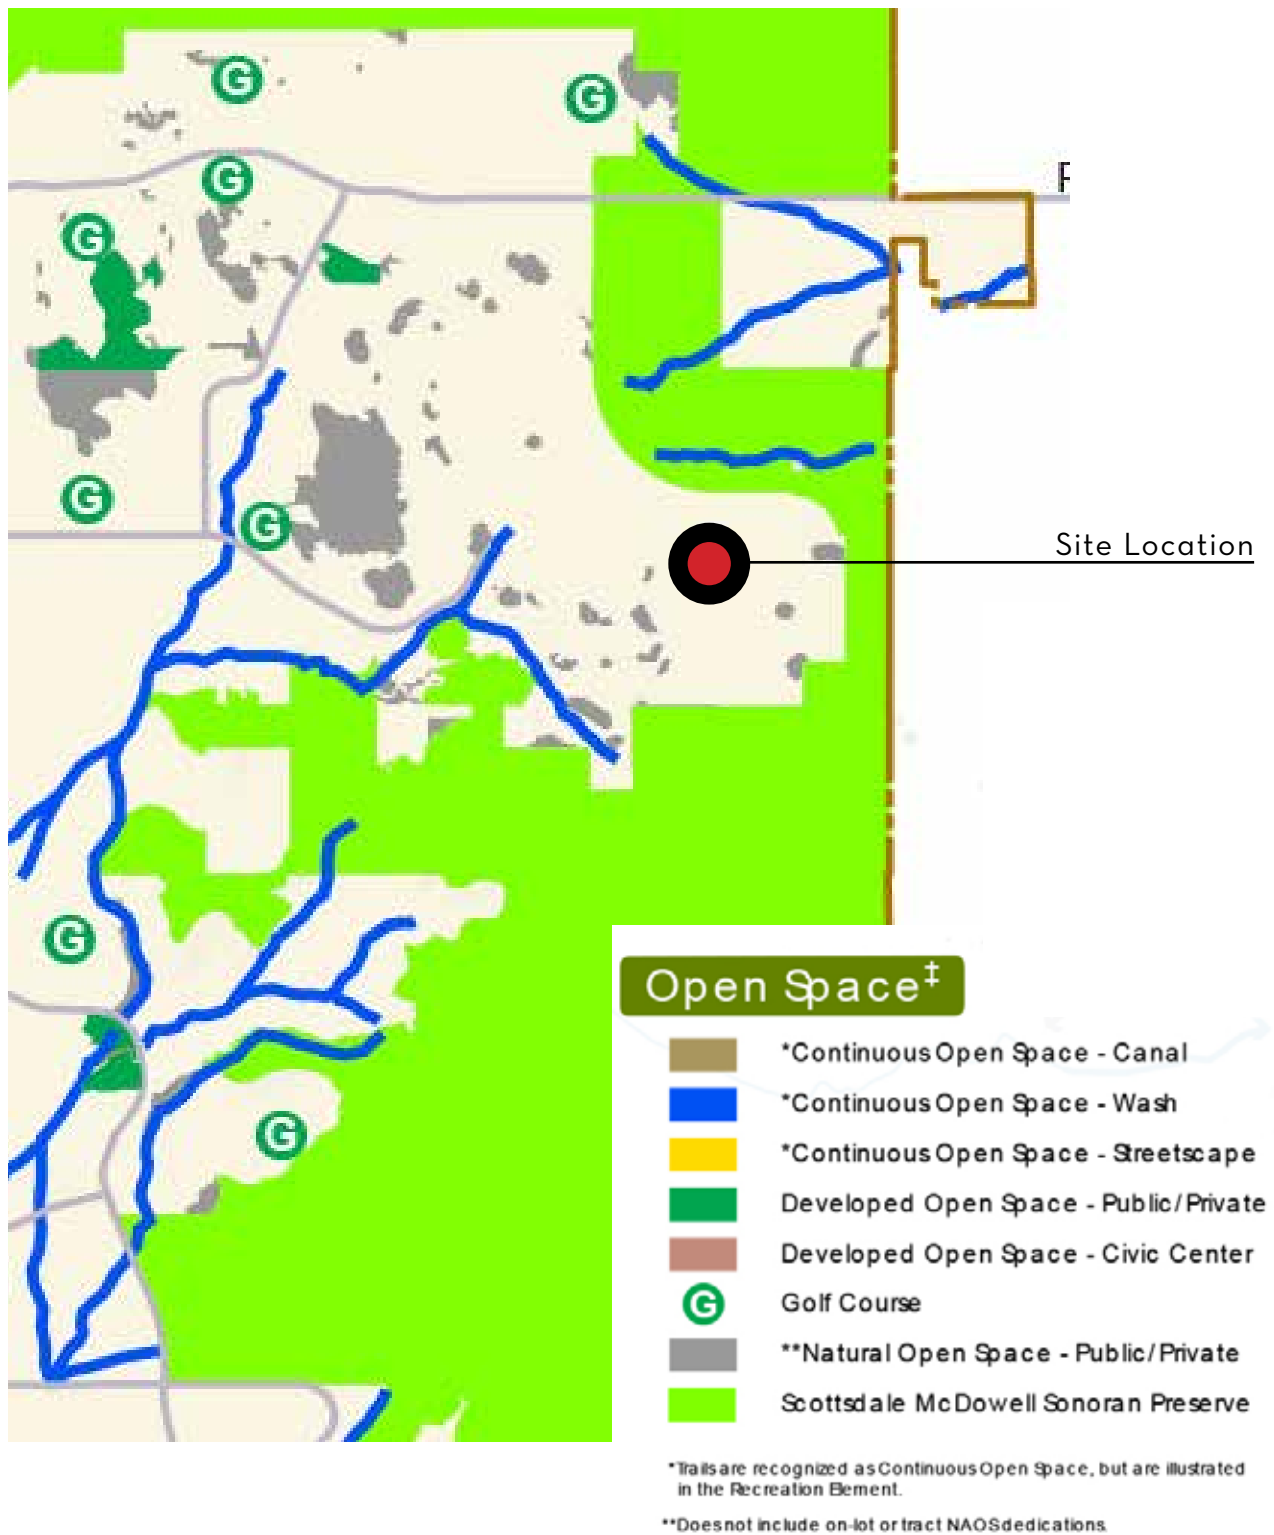 G
G
G
F
G
G
G
Site Location
G
Open Space‡
*Continuous Open Space - Canal
*Continuous Open Space - Wash
*Continuous Open Space - Streetscape
G
Developed Open Space - Public/Private
Developed Open Space - Civic Center
G Golf Course
**Natural Open Space - Public/Private
Scottsdale McDowell Sonoran Preserve
*Trails are recognized as Continuous Open Space, but are illustrated
in the Recreation Element.
**Does not include on-lot or tract NAOS dedications.